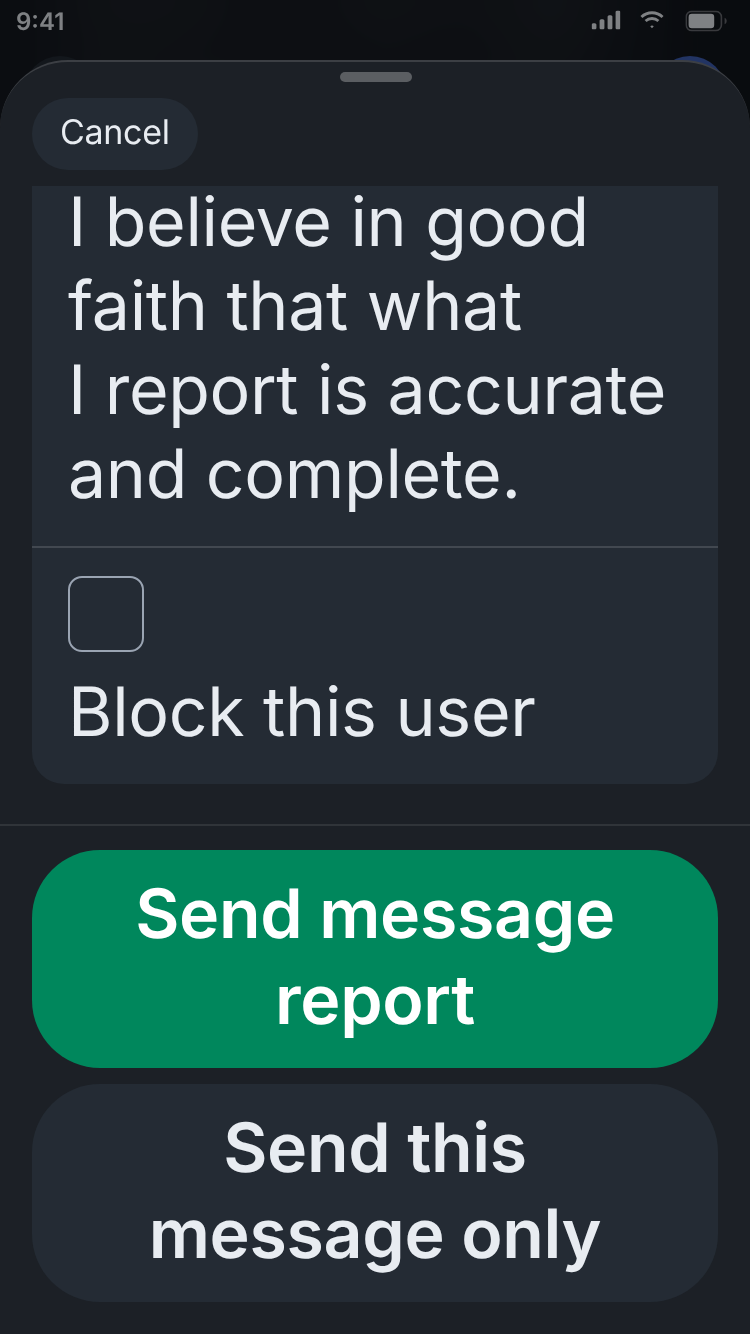 9:41
Cancel
I believe in good
faith that what
I report is accurate
and complete.
Block this user
Send message
report
Send this
message only